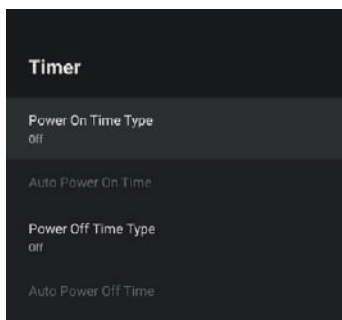 Timer
Power On Time Type
Off
Auto Power On Time
Power Off Time Type
Off
Auto Power Off Time